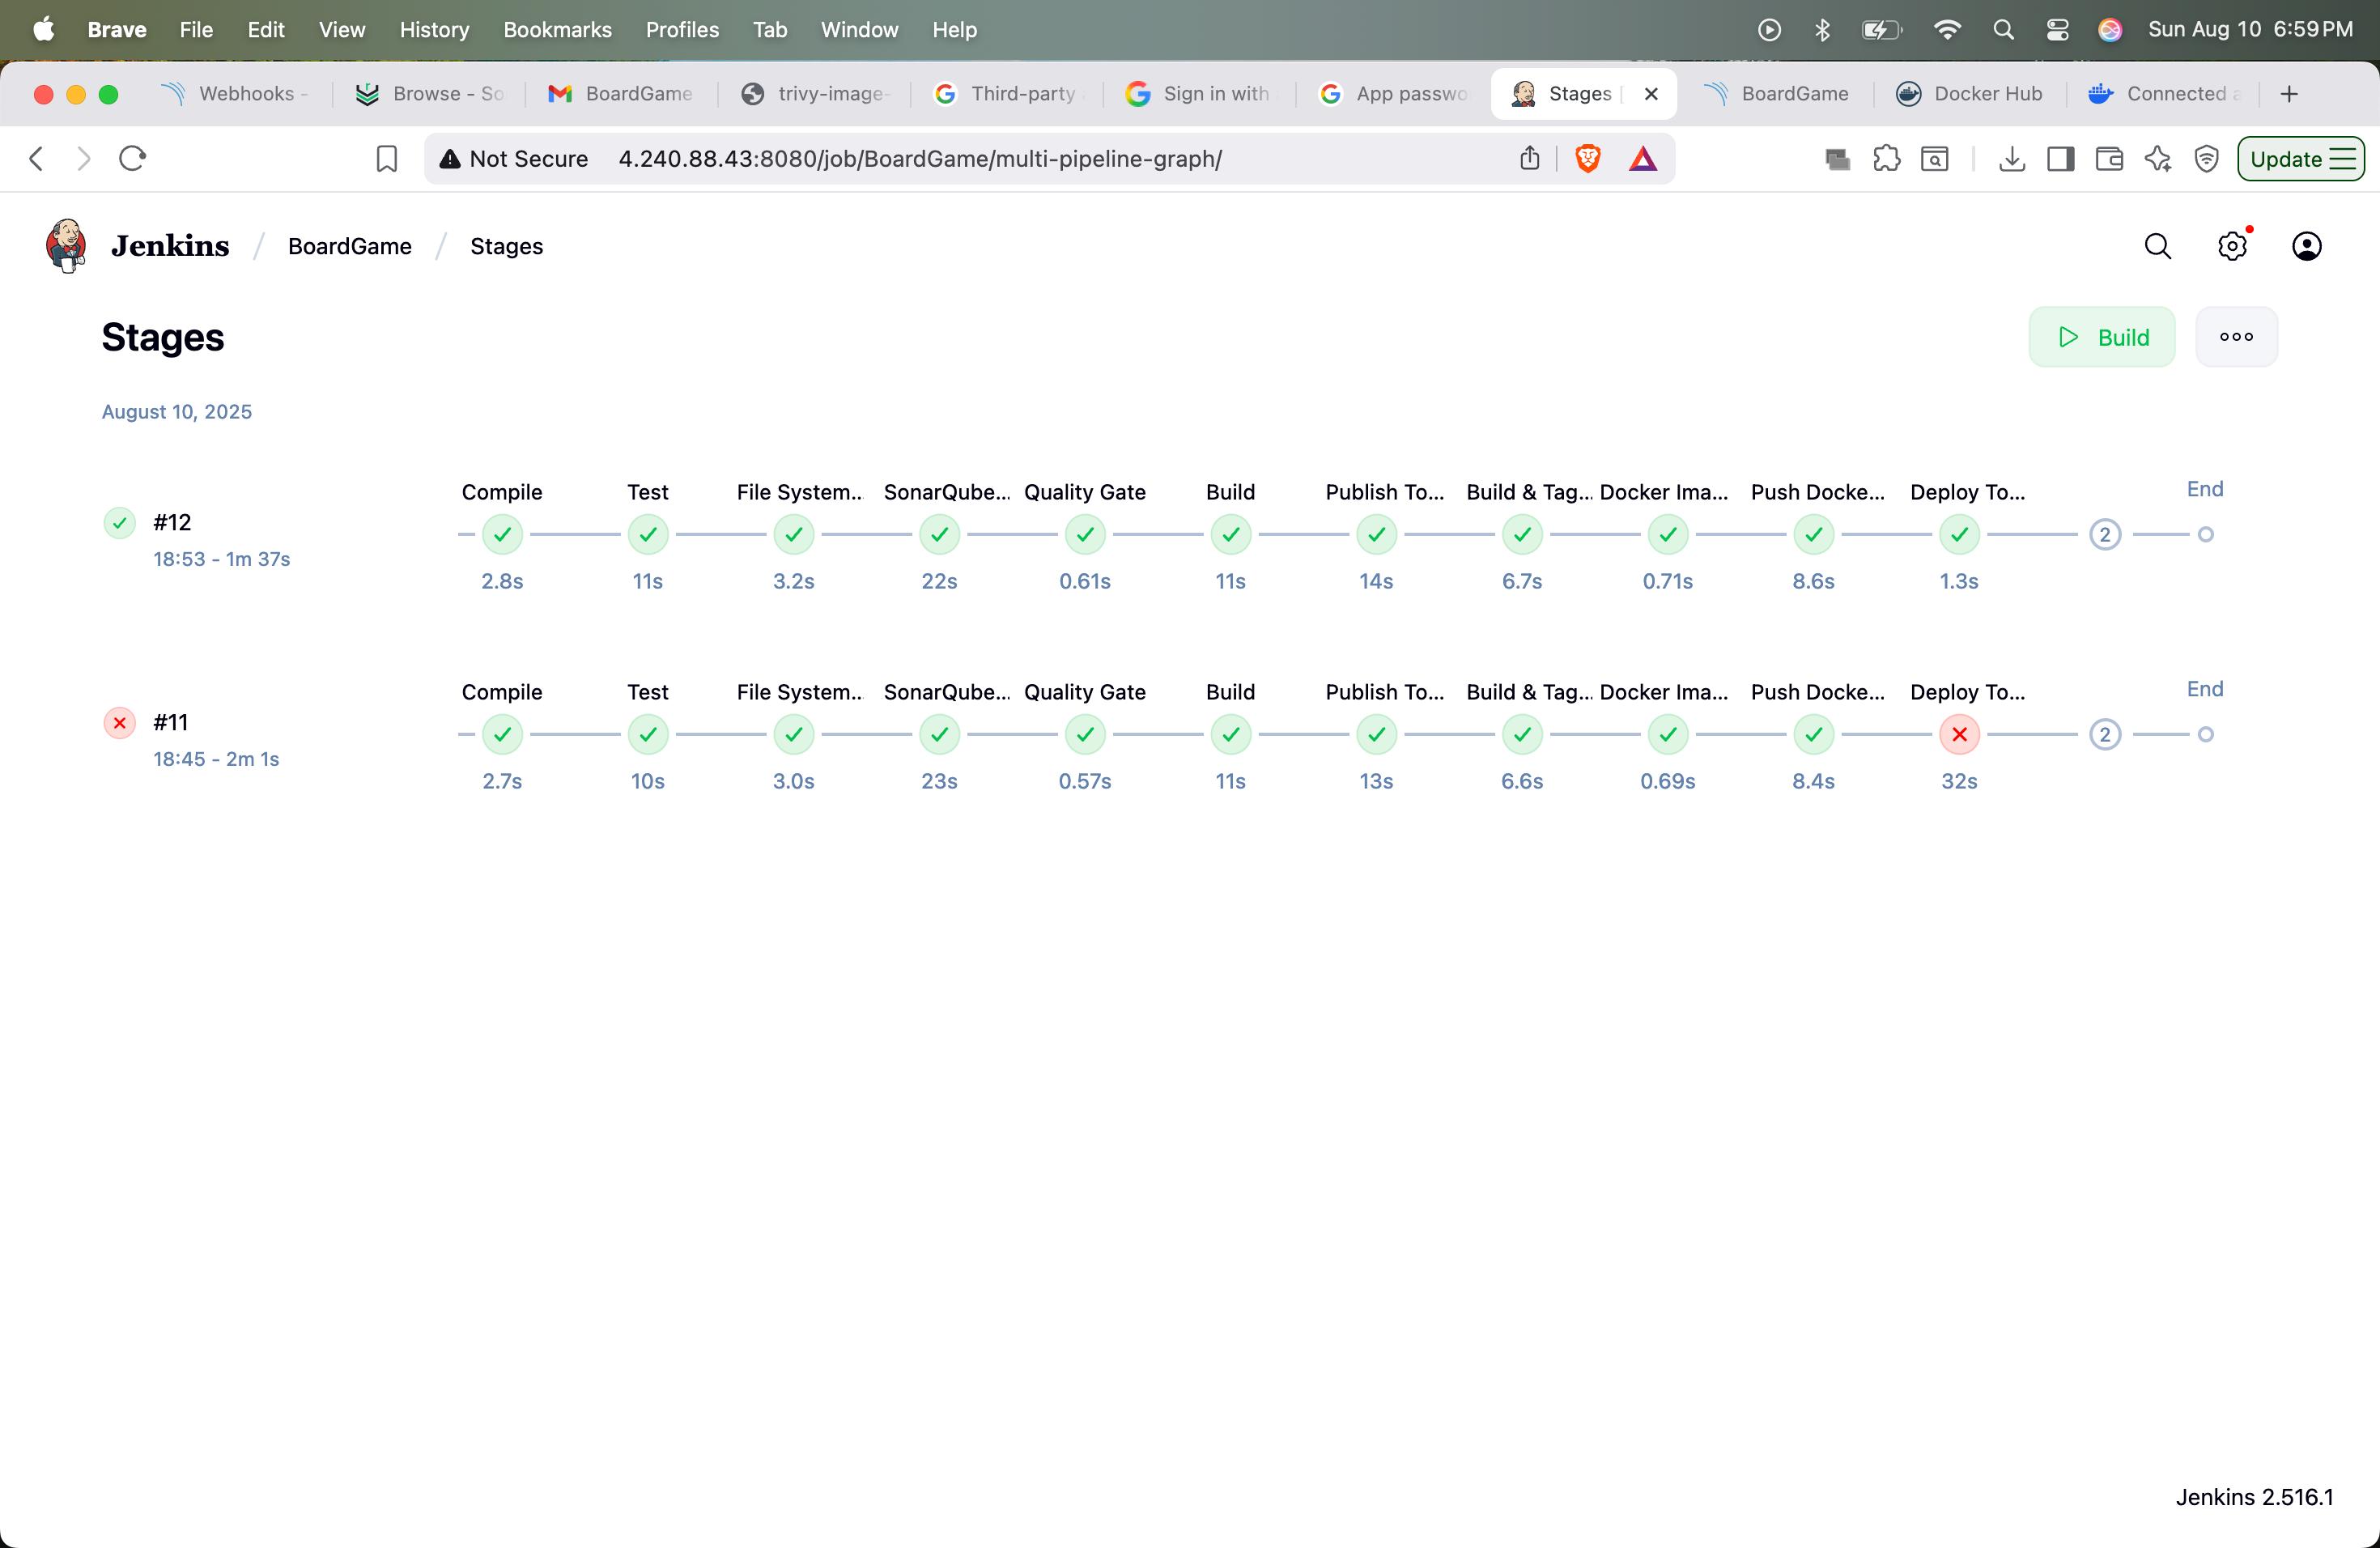 Brave File Edit View History Bookmarks Profiles Tab Window Help Sun Aug 10 6:59 PM
Webhooks - Browse - So BoardGame trivy-image- Third-party Sign in with App passwo Stages BoardGame Docker Hub Connected a
Not Secure 4.240.88.43:8080/job/BoardGame/multi-pipeline-graph/ Update
Jenkins / BoardGame / Stages
Stages
Build
August 10, 2025
Compile Test File System... SonarQube... Quality Gate Build Publish To... Build & Tag... Docker Ima... Push Docke... Deploy To... End
#12
2
18:53 - 1m 37s
2.8s 11s 3.2s 22s 0.61s 11s 14s 6.7s 0.71s 8.6s 1.3s
Compile Test File System... SonarQube... Quality Gate Build Publish To... Build & Tag... Docker Ima... Push Docke... Deploy To... End
#11
2
18:45 - 2m 1s
2.7s 10s 3.0s 23s 0.57s 11s 13s 6.6s 0.69s 8.4s 32s
Jenkins 2.516.1